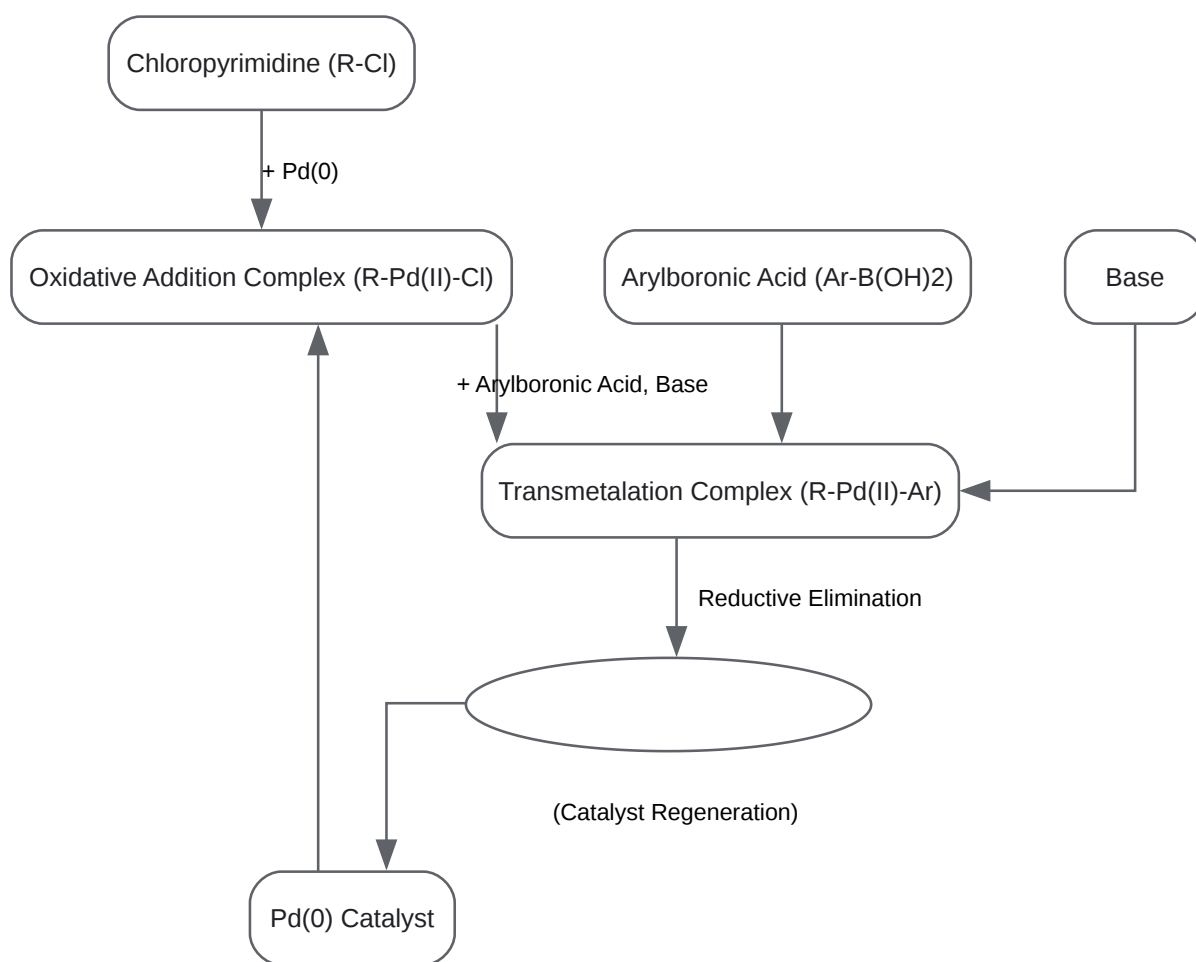 Chloropyrimidine (R-Cl)
+ Pd(0)
Oxidative Addition Complex (R-Pd(II)-Cl)
Arylboronic Acid (Ar-B(OH)2)
Base
+ Arylboronic Acid, Base
Transmetalation Complex (R-Pd(II)-Ar)
Reductive Elimination
(Catalyst Regeneration)
Pd(0) Catalyst